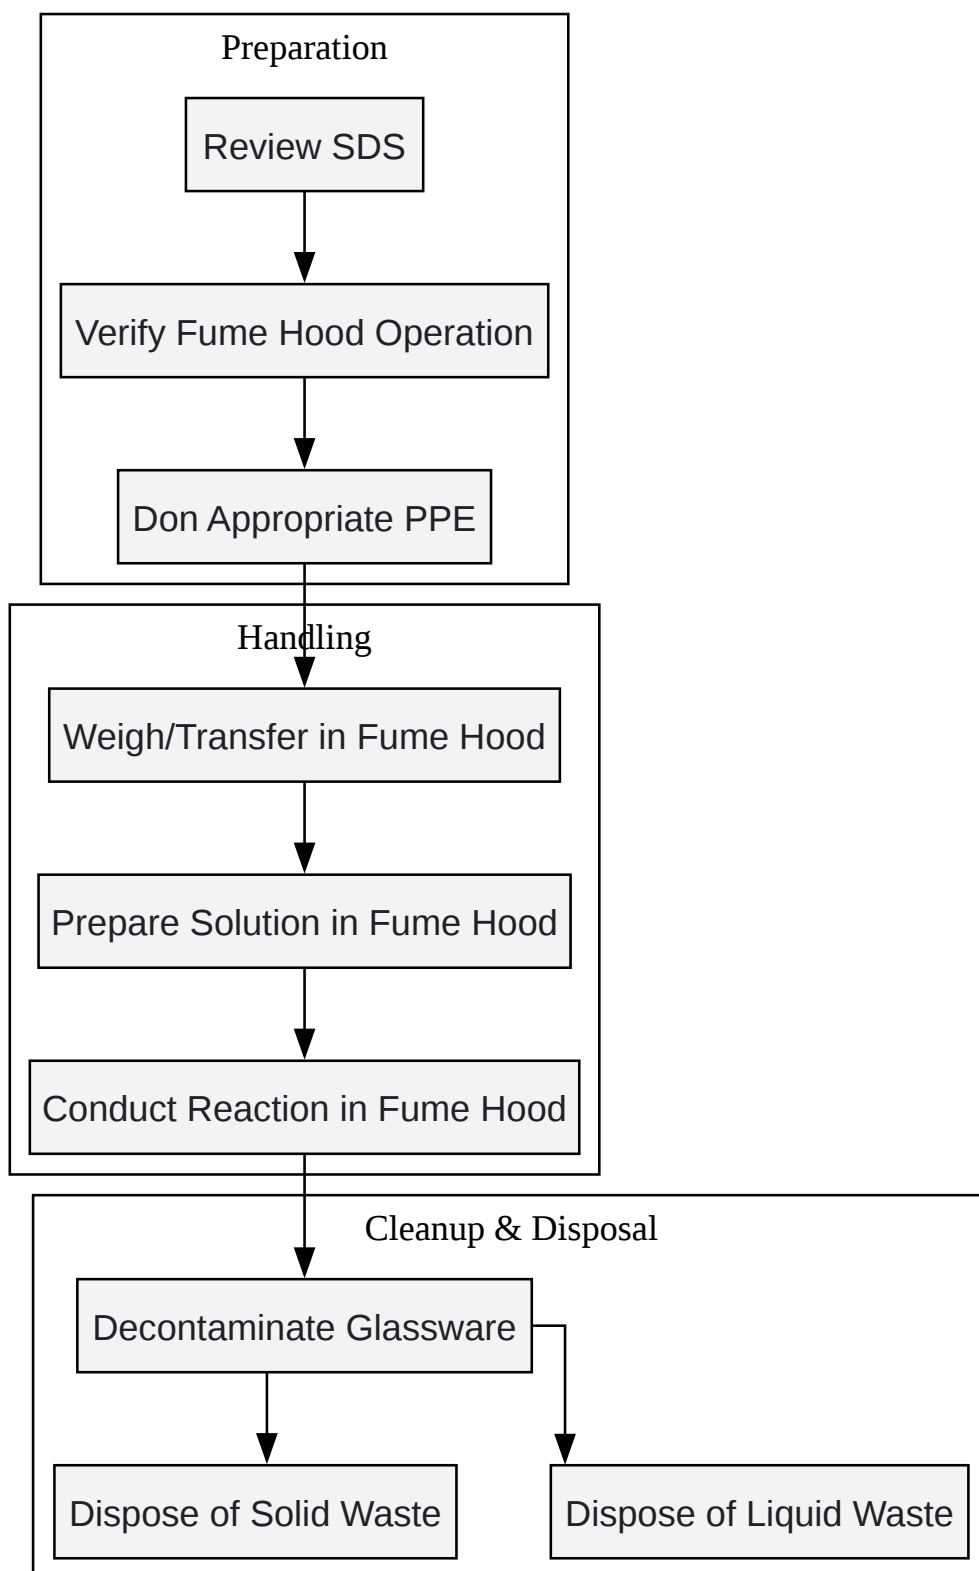 Preparation
Review SDS
Verify Fume Hood Operation
Don Appropriate PPE
Handling
Weigh/Transfer in Fume Hood
Prepare Solution in Fume Hood
Conduct Reaction in Fume Hood
Cleanup & Disposal
Decontaminate Glassware
Dispose of Solid Waste
Dispose of Liquid Waste